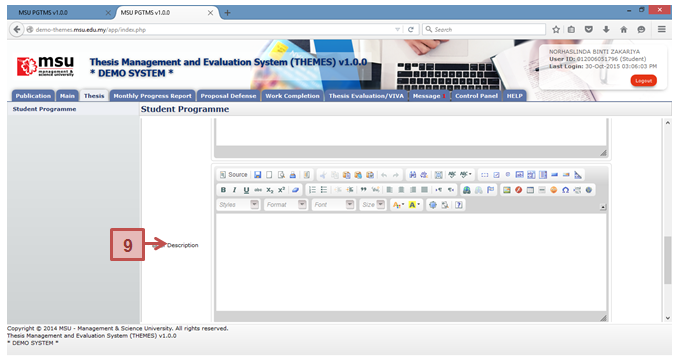 MSU PGTMS v1.0.0
MSU PGTMS v1.0.0
demo-themes.msu.edu.my/app/index.php
Search
msu
management &
science university
Thesis Management and Evaluation System (THEMES) v1.0.0
* DEMO SYSTEM *
NORHASLINDA BINTI ZAKARIYA
User ID: 012006051796 (Student)
Last Login: 30-Oct-2015 03:06:03 PM
Logout
Publication Main Thesis Monthly Progress Report Proposal Defense Work Completion Thesis Evaluation/VIVA Message Control Panel HELP
Student Programme
Student Programme
Source
B I U abc X₂ X²
Styles Format Font Size
9
Description
Copyright © 2014 MSU - Management & Science University. All rights reserved.
Thesis Management and Evaluation System (THEMES) v1.0.0
* DEMO SYSTEM *